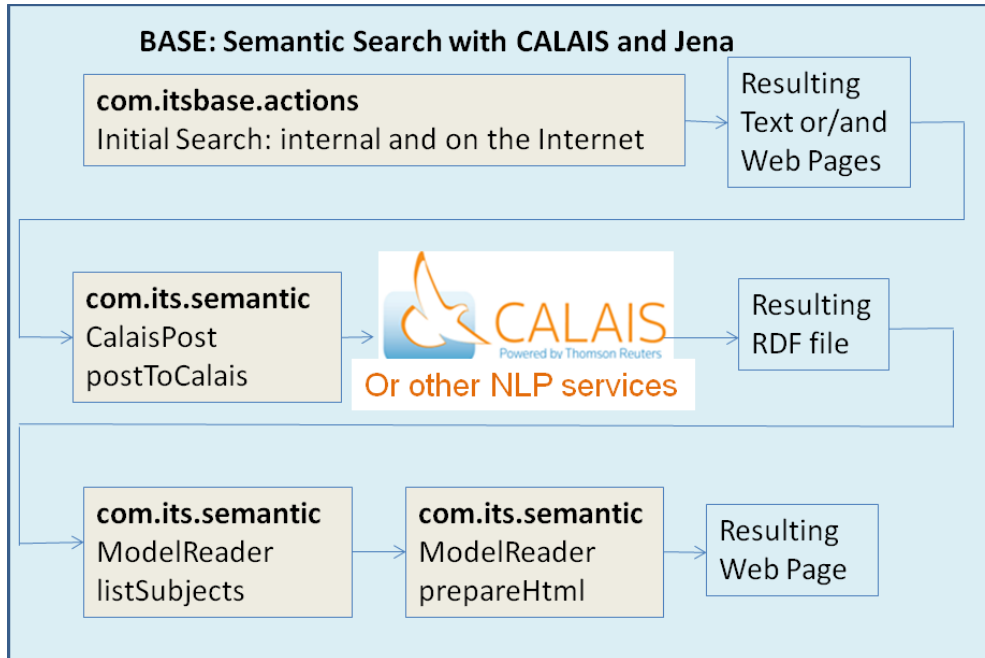 BASE: Semantic Search with CALAIS and Jena
com.itsbase.actions
Initial Search: internal and on the Internet
Resulting
Text or/and
Web Pages
com.its.semantic
CalaisPost
postToCalais
CALAIS
Powered by Thomson Reuters
Or other NLP services
Resulting
RDF file
com.its.semantic
ModelReader
listSubjects
com.its.semantic
ModelReader
prepareHtml
Resulting
Web Page